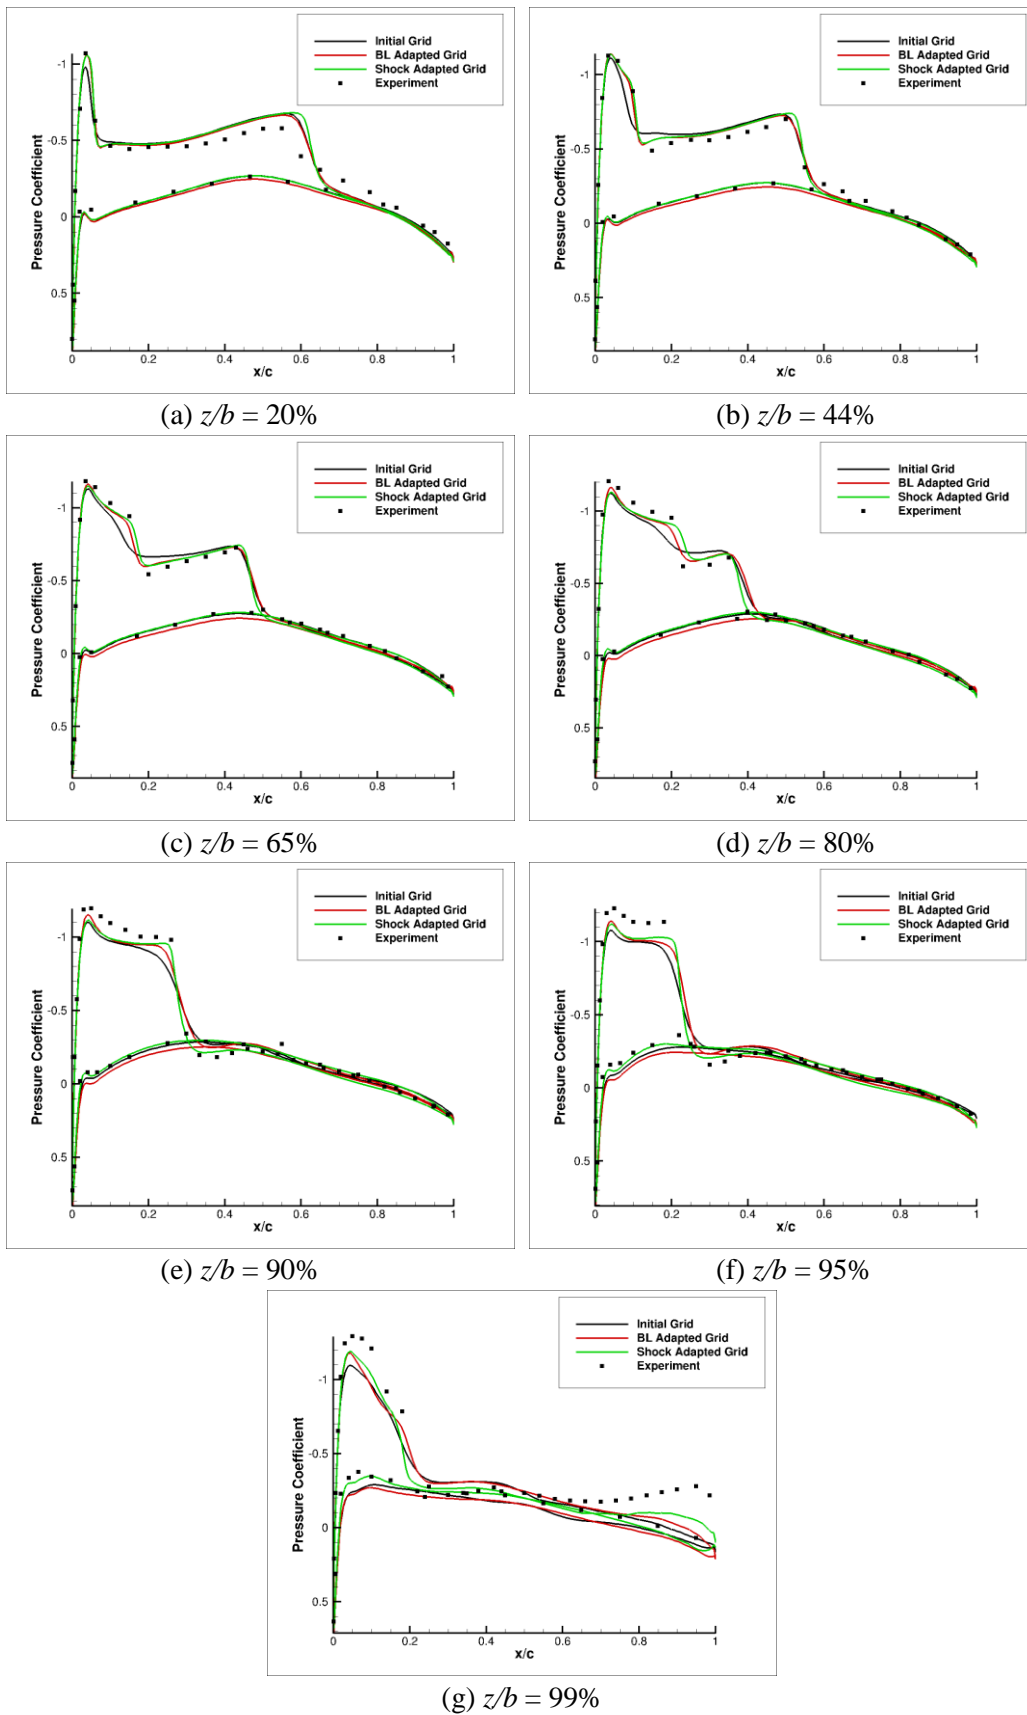 Initial Grid
BL Adapted Grid
Shock Adapted Grid
Experiment
Pressure Coefficient
-1
-0.5
0
0.5
0 0.2 0.4 0.6 0.8 1
x/c
(a) z/b = 20%
Initial Grid
BL Adapted Grid
Shock Adapted Grid
Experiment
Pressure Coefficient
-1
-0.5
0
0.5
0 0.2 0.4 0.6 0.8 1
x/c
(b) z/b = 44%
Initial Grid
BL Adapted Grid
Shock Adapted Grid
Experiment
Pressure Coefficient
-1
-0.5
0
0.5
0 0.2 0.4 0.6 0.8 1
x/c
(c) z/b = 65%
Initial Grid
BL Adapted Grid
Shock Adapted Grid
Experiment
Pressure Coefficient
-1
-0.5
0
0.5
0 0.2 0.4 0.6 0.8 1
x/c
(d) z/b = 80%
Initial Grid
BL Adapted Grid
Shock Adapted Grid
Experiment
Pressure Coefficient
-1
-0.5
0
0.5
0 0.2 0.4 0.6 0.8 1
x/c
(e) z/b = 90%
Initial Grid
BL Adapted Grid
Shock Adapted Grid
Experiment
Pressure Coefficient
-1
-0.5
0
0.5
0 0.2 0.4 0.6 0.8 1
x/c
(f) z/b = 95%
Initial Grid
BL Adapted Grid
Shock Adapted Grid
Experiment
Pressure Coefficient
-1
-0.5
0
0.5
0 0.2 0.4 0.6 0.8 1
x/c
(g) z/b = 99%